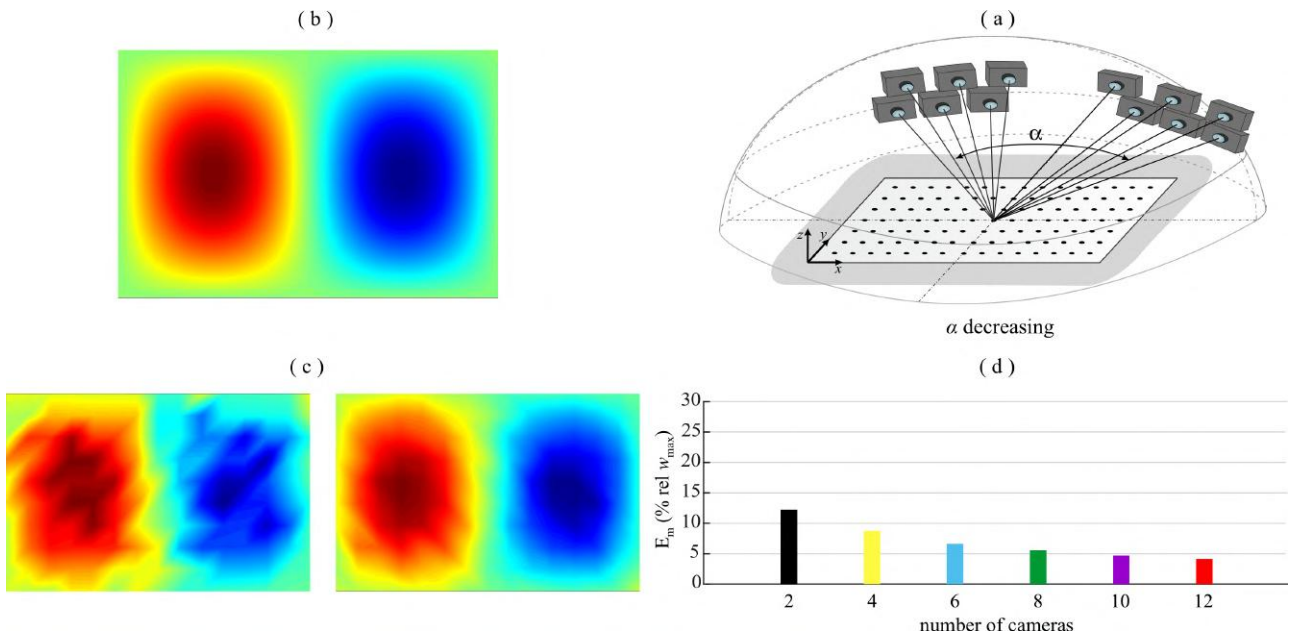 ( b )
( a )
α
z
y
x
α decreasing
( c )
( d )
30
25
20
15
10
5
0
E_m (% rel w_max)
2 4 6 8 10 12
number of cameras